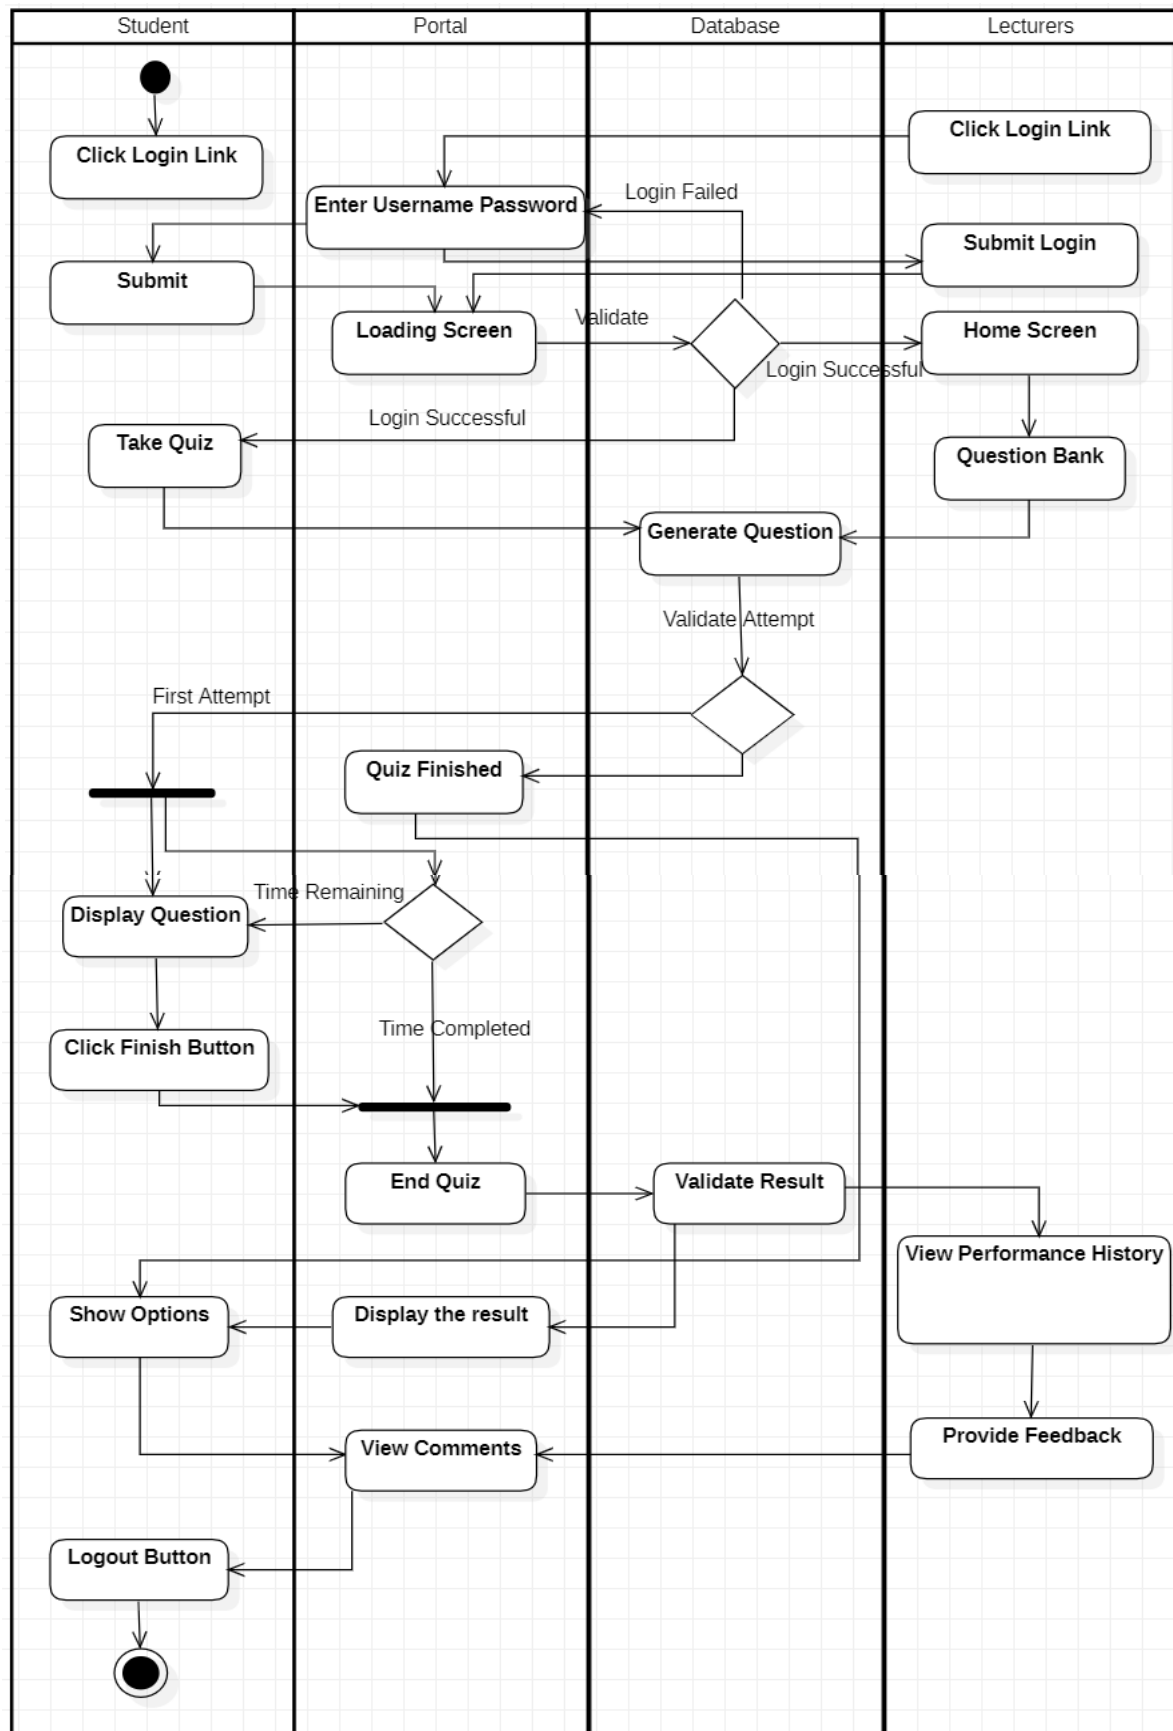 Student
Portal
Database
Lecturers
Click Login Link
Click Login Link
Login Failed
Enter Username Password
Submit Login
Submit
Validate
Loading Screen
Home Screen
Login Successful
Login Successful
Take Quiz
Question Bank
Generate Question
Validate Attempt
First Attempt
Quiz Finished
Time Remaining
Display Question
Time Completed
Click Finish Button
End Quiz
Validate Result
View Performance History
Show Options
Display the result
View Comments
Provide Feedback
Logout Button